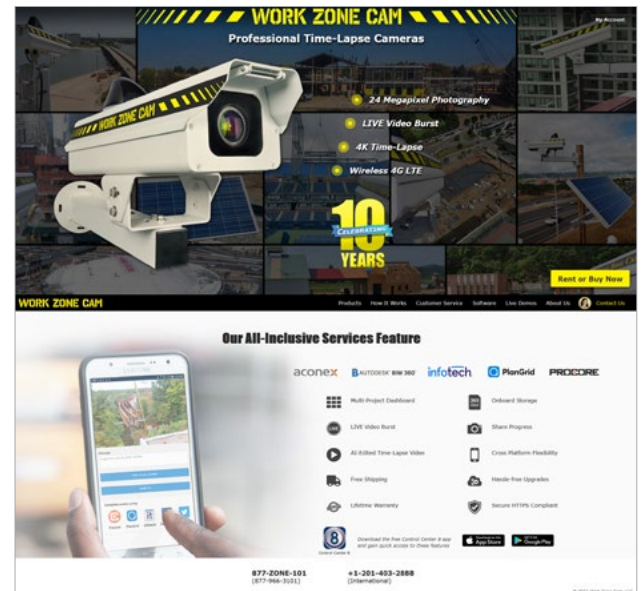 WORK ZONE CAM
Professional Time-Lapse Cameras
My Account
WORK ZONE CAM
24 Megapixel Photography
LIVE Video Burst
4K Time-Lapse
Wireless 4G LTE
CELEBRATING
10
YEARS
Rent or Buy Now
WORK ZONE CAM
Products How It Works Customer Service Software Live Demos About Us Contact Us
Our All-Inclusive Services Feature
aconex AUTODESK' BIM 360' infotech PlanGrid PROCORE
Multi-Project Dashboard Onboard Storage
LIVE Video Burst Share Progress
AI-Edited Time-Lapse Video Cross Platform Flexibility
Free Shipping Hands-free Upgrades
Lifetime Warranty Secure HTTPS Compliant
8
Control Center 8
Download the free Control Center 8 app
and gain quick access to these features
App Store Google Play
877-ZONE-101 +1-201-403-2888
(877-966-3101) (International)